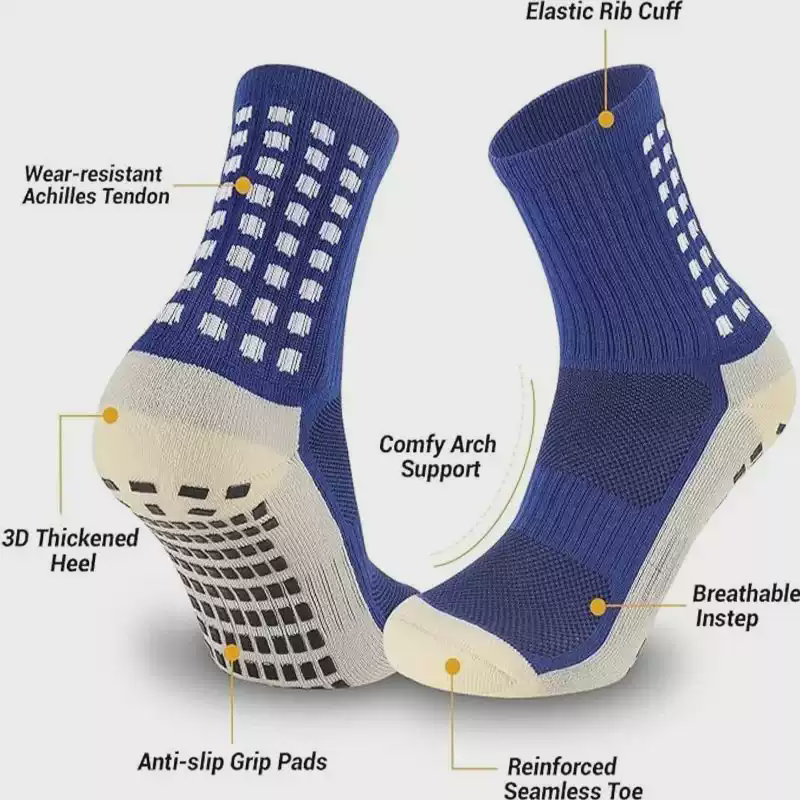 Elastic Rib Cuff
Wear-resistant
Achilles Tendon
Comfy Arch
Support
3D Thickened
Heel
Breathable
Instep
Anti-slip Grip Pads
Reinforced
Seamless Toe